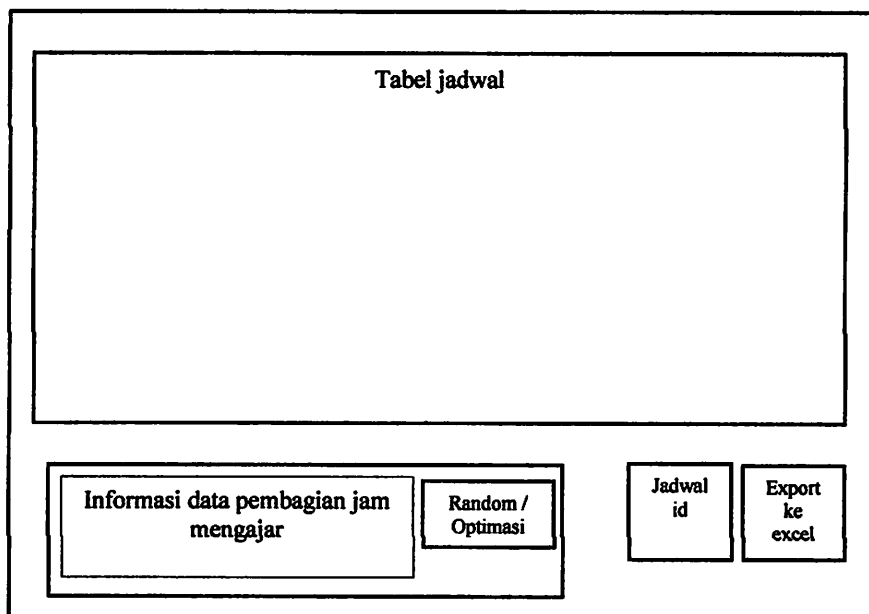 Tabel jadwal
Informasi data pembagian jam
mengajar
Random /
Optimasi
Jadwal
id
Export
ke
excel